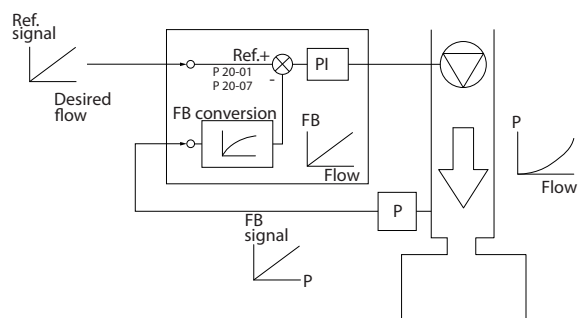 Ref.
signal
Desired
flow
Ref.+
P 20-01
P 20-07
-
PI
FB conversion
FB
Flow
P
Flow
P
FB
signal
P